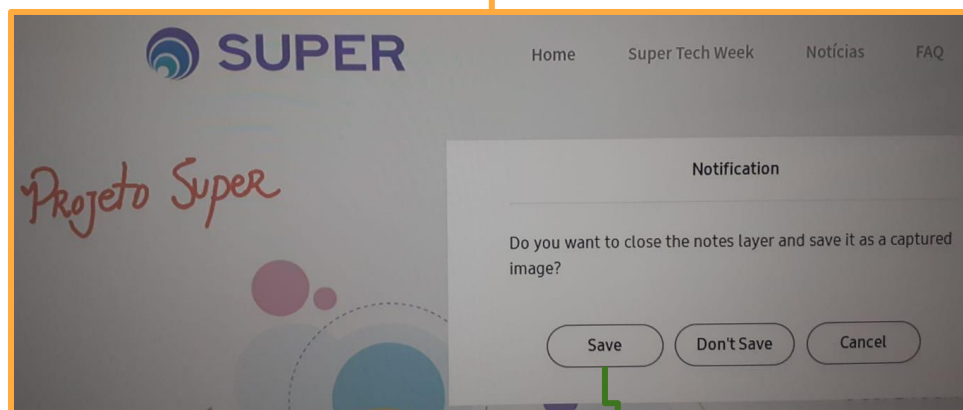 SUPER
Home Super Tech Week Notícias FAQ
Projeto Super
Notification
Do you want to close the notes layer and save it as a captured
image?
Save Don't Save Cancel